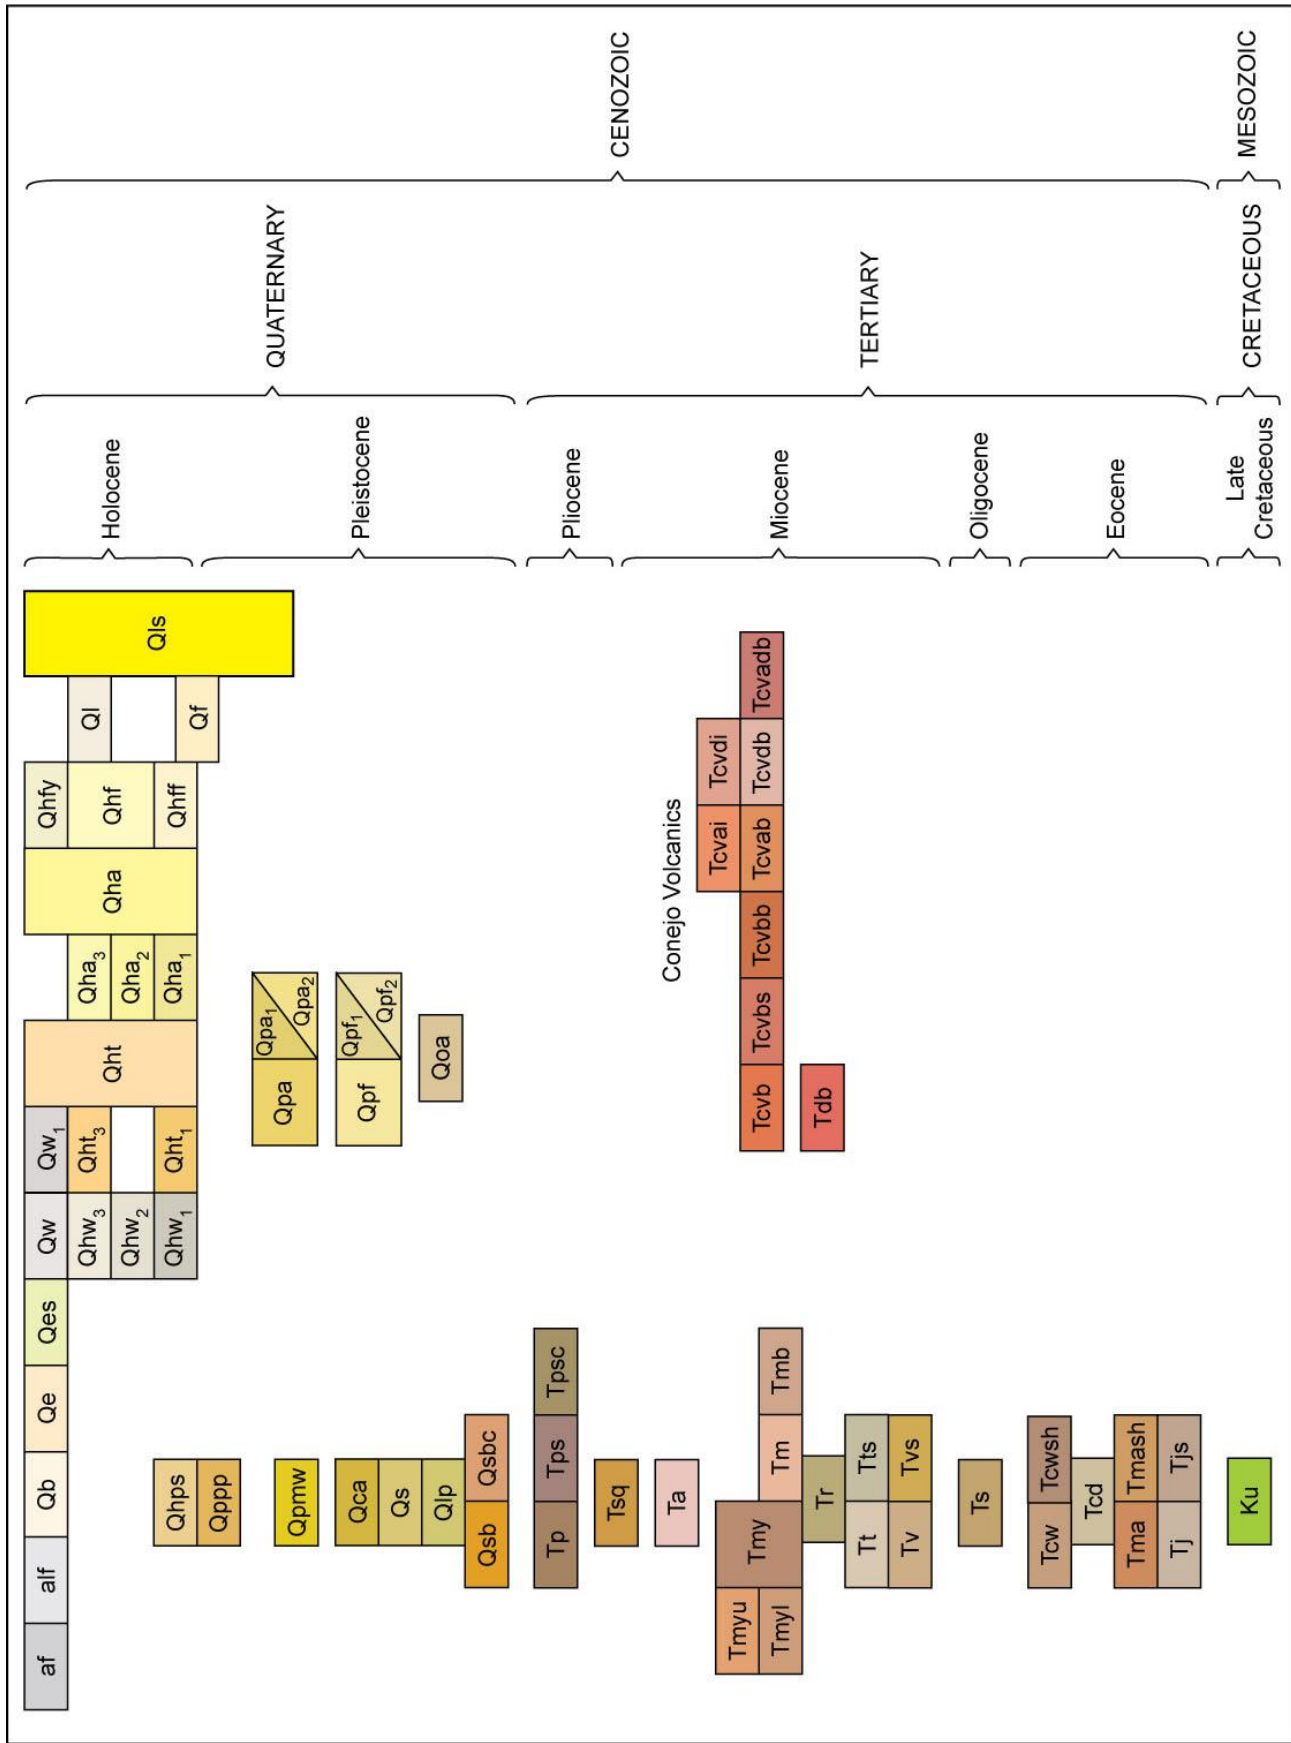 af
alf
Qb
Qe
Qes
Qw
Qw1
Qht
Qha
Qhfy
Qls
Holocene
QUATERNARY
CENOZOIC
Qhw3
Qht3
Qha3
Qhf
Ql
Qhw2
Qha2
Qhps
Qhw1
Qht1
Qha1
Qhff
Qf
Qppp
Qpmw
Qpa
Qpa1
Qpa2
Pleistocene
Qca
Qs
Qlp
Qpf
Qpf1
Qpf2
Qoa
Qsb
Qsbc
Tp
Tps
Tpsc
Pliocene
TERTIARY
Tsq
Ta
Conejo Volcanics
Tmyu
Tmyl
Tmy
Tm
Tmb
Tcvai
Tcvdi
Tcvb
Tcvbs
Tcvbb
Tcvab
Tcvdb
Tcvadb
Tdb
Miocene
Tr
Tt
Tts
Tv
Tvs
Ts
Oligocene
Tcw
Tcwsh
Tcd
Tma
Tmash
Tj
Tjs
Eocene
Ku
Late
Cretaceous
CRETACEOUS
MESOZOIC